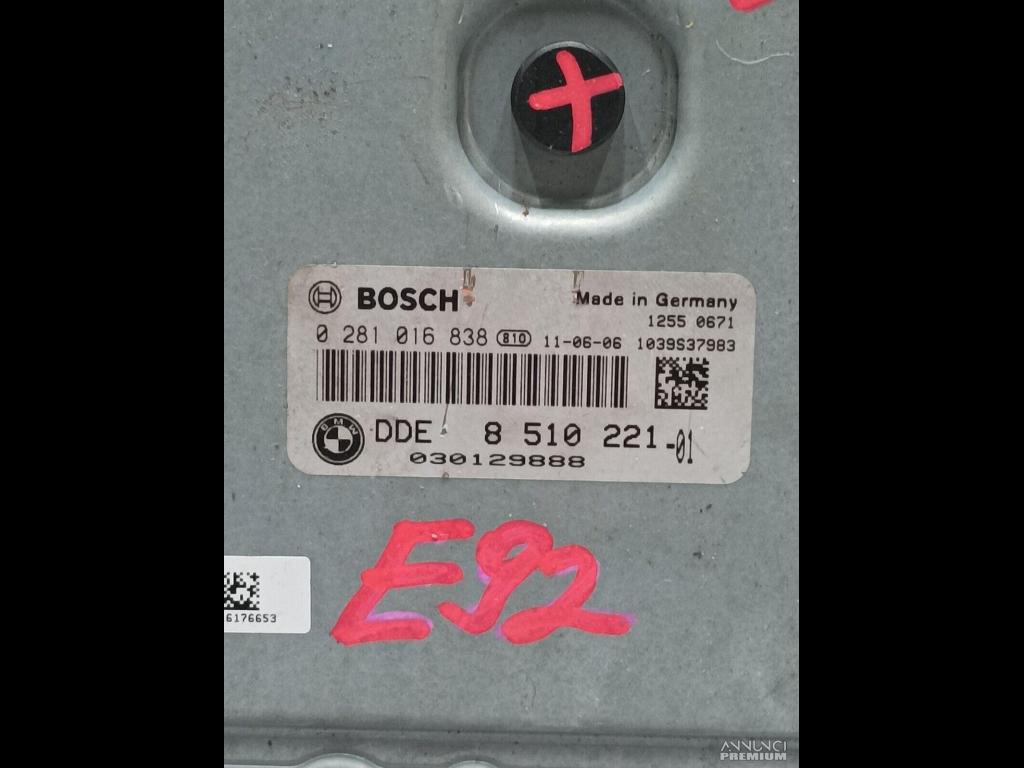 BOSCH
Made in Germany
1255 0671
0 281 016 838 810 11-06-06 1039S37983
BMW
DDE 8 510 221-01
030129888
E92
6176653
ANNUNCI
PREMIUM